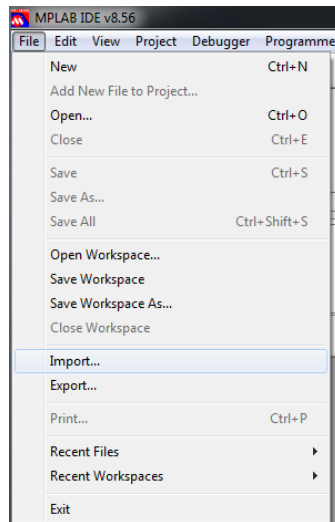 MPLAB IDE v8.56
File Edit View Project Debugger Programme
New Ctrl+N
Add New File to Project...
Open... Ctrl+O
Close Ctrl+E
Save Ctrl+S
Save As...
Save All Ctrl+Shift+S
Open Workspace...
Save Workspace
Save Workspace As...
Close Workspace
Import...
Export...
Print... Ctrl+P
Recent Files
Recent Workspaces
Exit